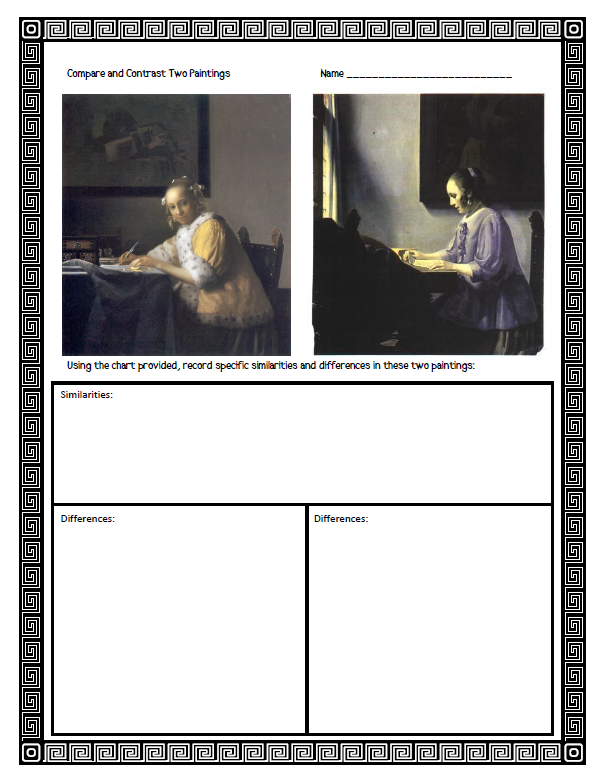 Compare and Contrast Two Paintings
Name ___________________________
Using the chart provided, record specific similarities and differences in these two paintings:
Similarities:
Differences:
Differences: